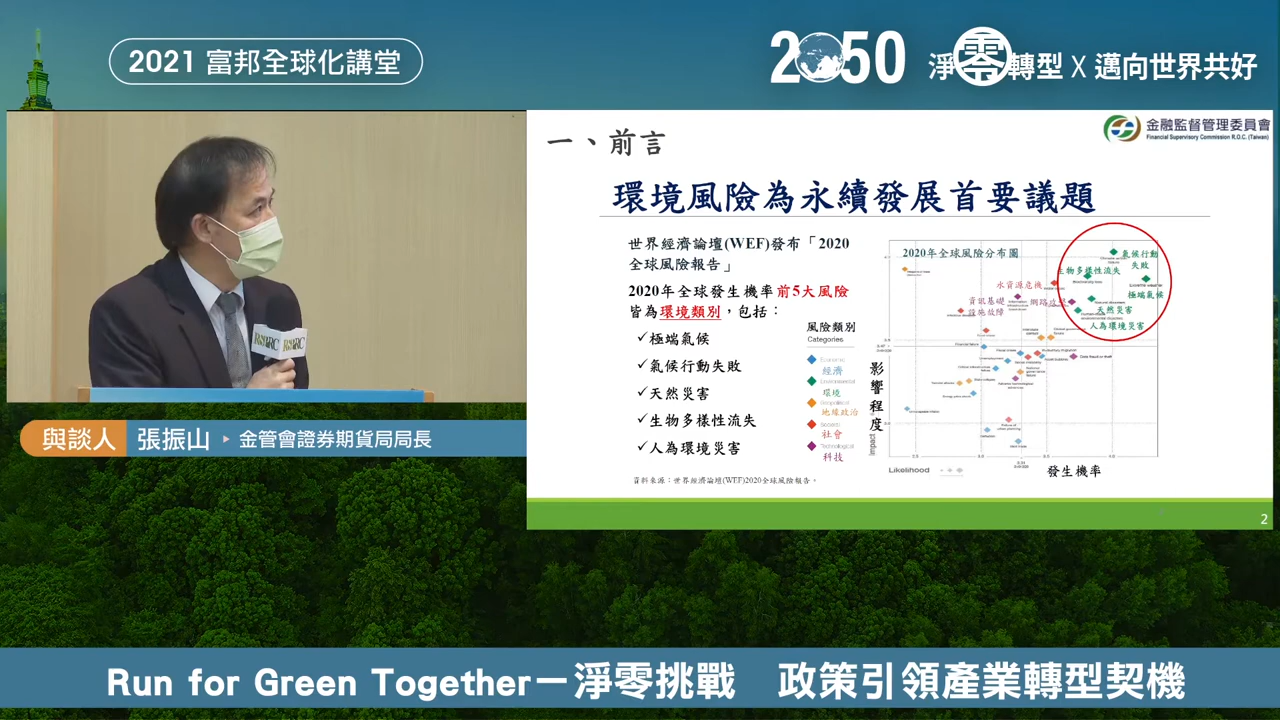 2021 富邦全球化講堂
2050 淨零轉型 X 邁向世界共好
一、前言
金融監督管理委員會
Financial Supervisory Commission R.O.C. (Taiwan)
環境風險為永續發展首要議題
世界經濟論壇(WEF)發布「2020
全球風險報告」
2020年全球發生機率前5大風險
皆為環境類別，包括：
✓極端氣候
✓氣候行動失敗
✓天然災害
✓生物多樣性流失
✓人為環境災害
資料來源：世界經濟論壇(WEF)2020全球風險報告。
風險類別
Categories
Economic
經濟
Environmental
環境
Geopolitical
地緣政治
Societal
社會
Technological
科技
2020年全球風險分布圖
氣候行動
失敗
生物多樣性流失
水資源危機
極端氣候
資訊基礎
設施故障
天然災害
人為環境災害
影響程度
Likelihood
發生機率
2
與談人 張振山 金管會證券期貨局局長
Run for Green Together－淨零挑戰 政策引領產業轉型契機